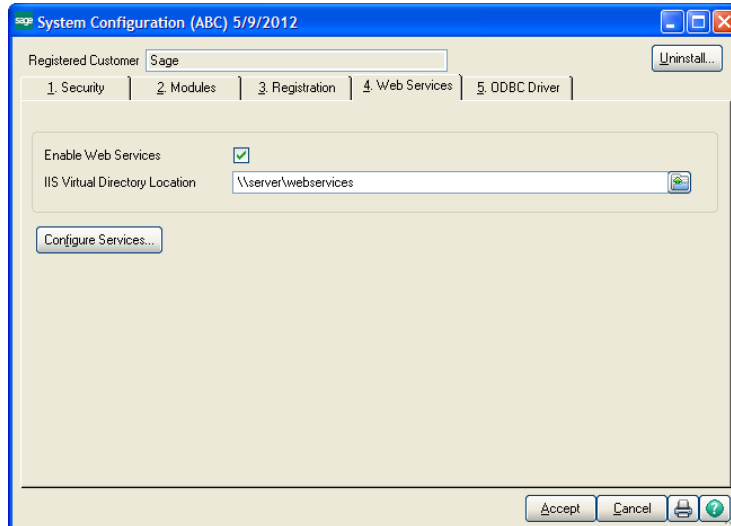 sage System Configuration (ABC) 5/9/2012
Registered Customer Sage Uninstall...
1. Security 2. Modules 3. Registration 4. Web Services 5. ODBC Driver
Enable Web Services
IIS Virtual Directory Location \\server\webservices
Configure Services...
Accept Cancel ?